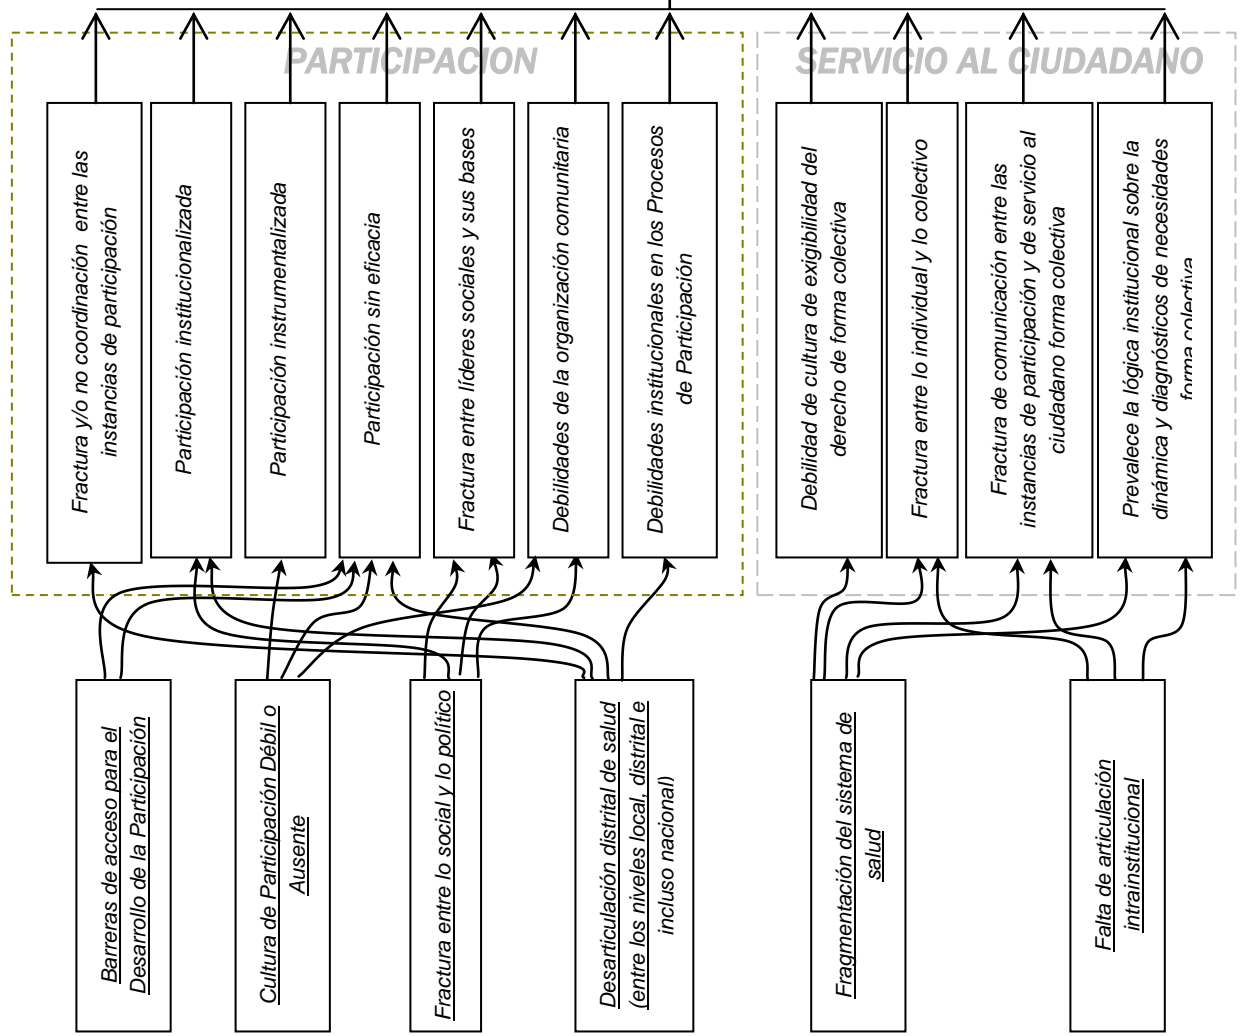 PARTICIPACION
SERVICIO AL CIUDADANO
Fractura y/o no coordinación entre las
instancias de participación
Participación institucionalizada
Participación instrumentalizada
Participación sin eficacia
Fractura entre líderes sociales y sus bases
Debilidades de la organización comunitaria
Debilidades institucionales en los Procesos
de Participación
Debilidad de cultura de exigibilidad del
derecho de forma colectiva
Fractura entre lo individual y lo colectivo
Fractura de comunicación entre las
instancias de participación y de servicio al
ciudadano forma colectiva
Prevalece la lógica institucional sobre la
dinámica y diagnósticos de necesidades
forma colectiva
Barreras de acceso para el
Desarrollo de la Participación
Cultura de Participación Débil o
Ausente
Fractura entre lo social y lo político
Desarticulación distrital de salud
(entre los niveles local, distrital e
incluso nacional)
Fragmentación del sistema de
salud
Falta de articulación
intrainstitucional